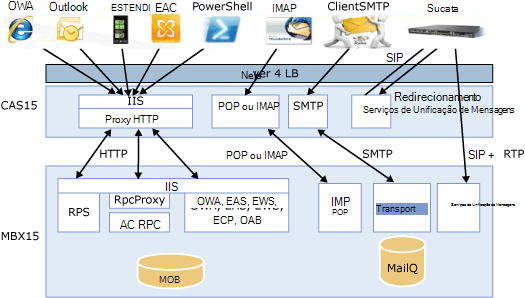 OWA Outlook ESTENDI EAC PowerShell IMAP ClientSMTP Sucata
SIP
ver 4 LB
CAS15
IIS
Proxy HTTP
POP ou IMAP
SMTP
Redirecionamento
Serviços de Unificação de Mensagens
HTTP
POP ou IMAP
SMTP
SIP + RTP
MBX15
IIS
RPS
RpcProxy
AC RPC
OWA, EAS, EWS,
ECP, OAB
IMP
POP
Transport
Serviços de Unificação de Mensagens
MOB
MailQ